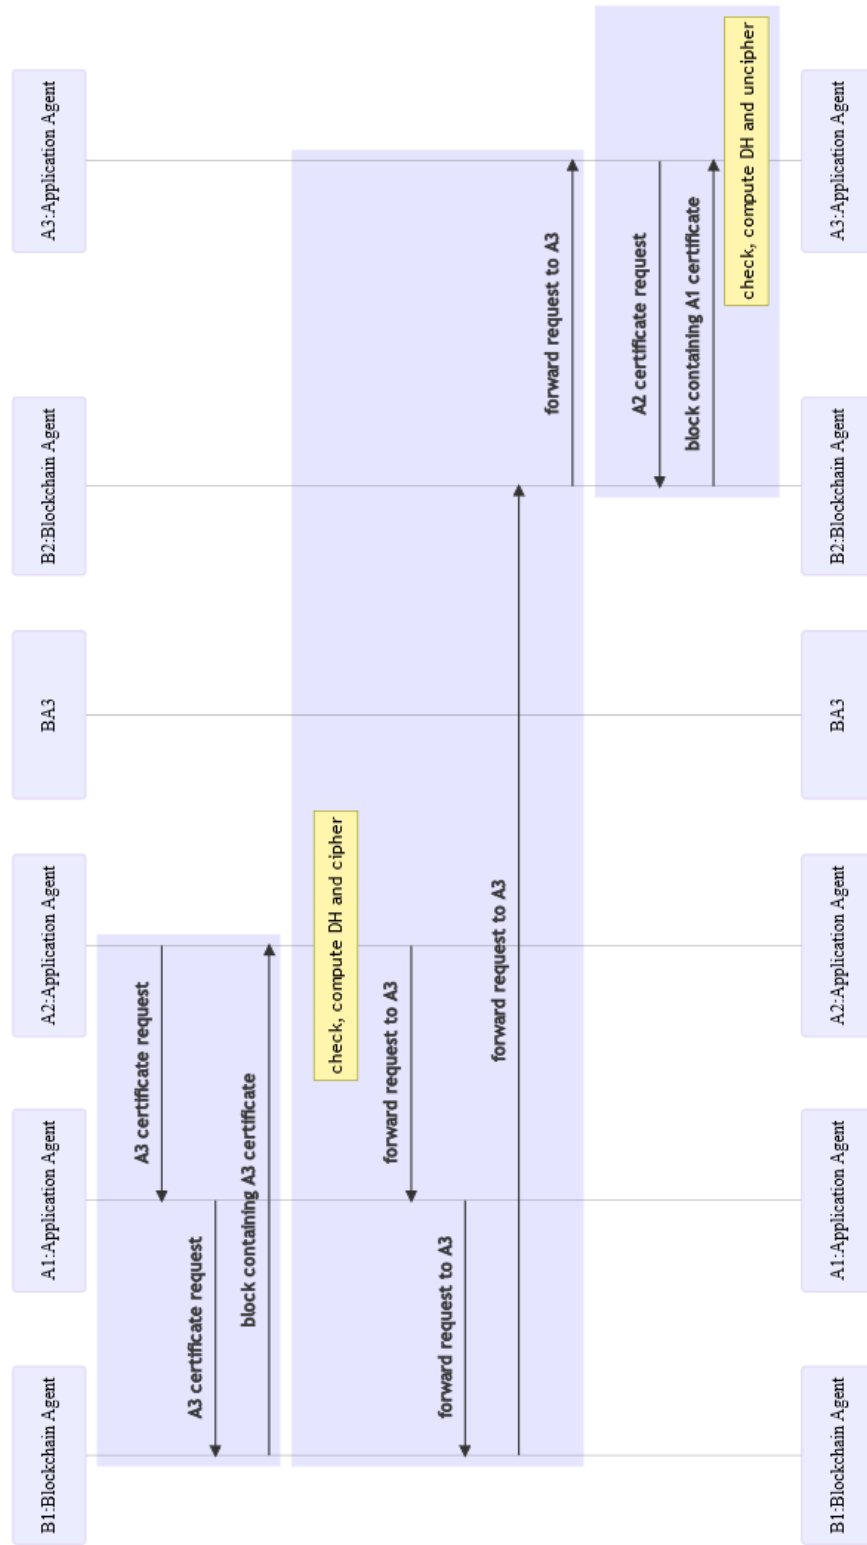 B1:Blockchain Agent
A1:Application Agent
A2:Application Agent
BA3
B2:Blockchain Agent
A3:Application Agent
A3 certificate request
A3 certificate request
block containing A3 certificate
check, compute DH and cipher
forward request to A3
forward request to A3
forward request to A3
forward request to A3
A2 certificate request
block containing A1 certificate
check, compute DH and uncipher
B1:Blockchain Agent
A1:Application Agent
A2:Application Agent
BA3
B2:Blockchain Agent
A3:Application Agent